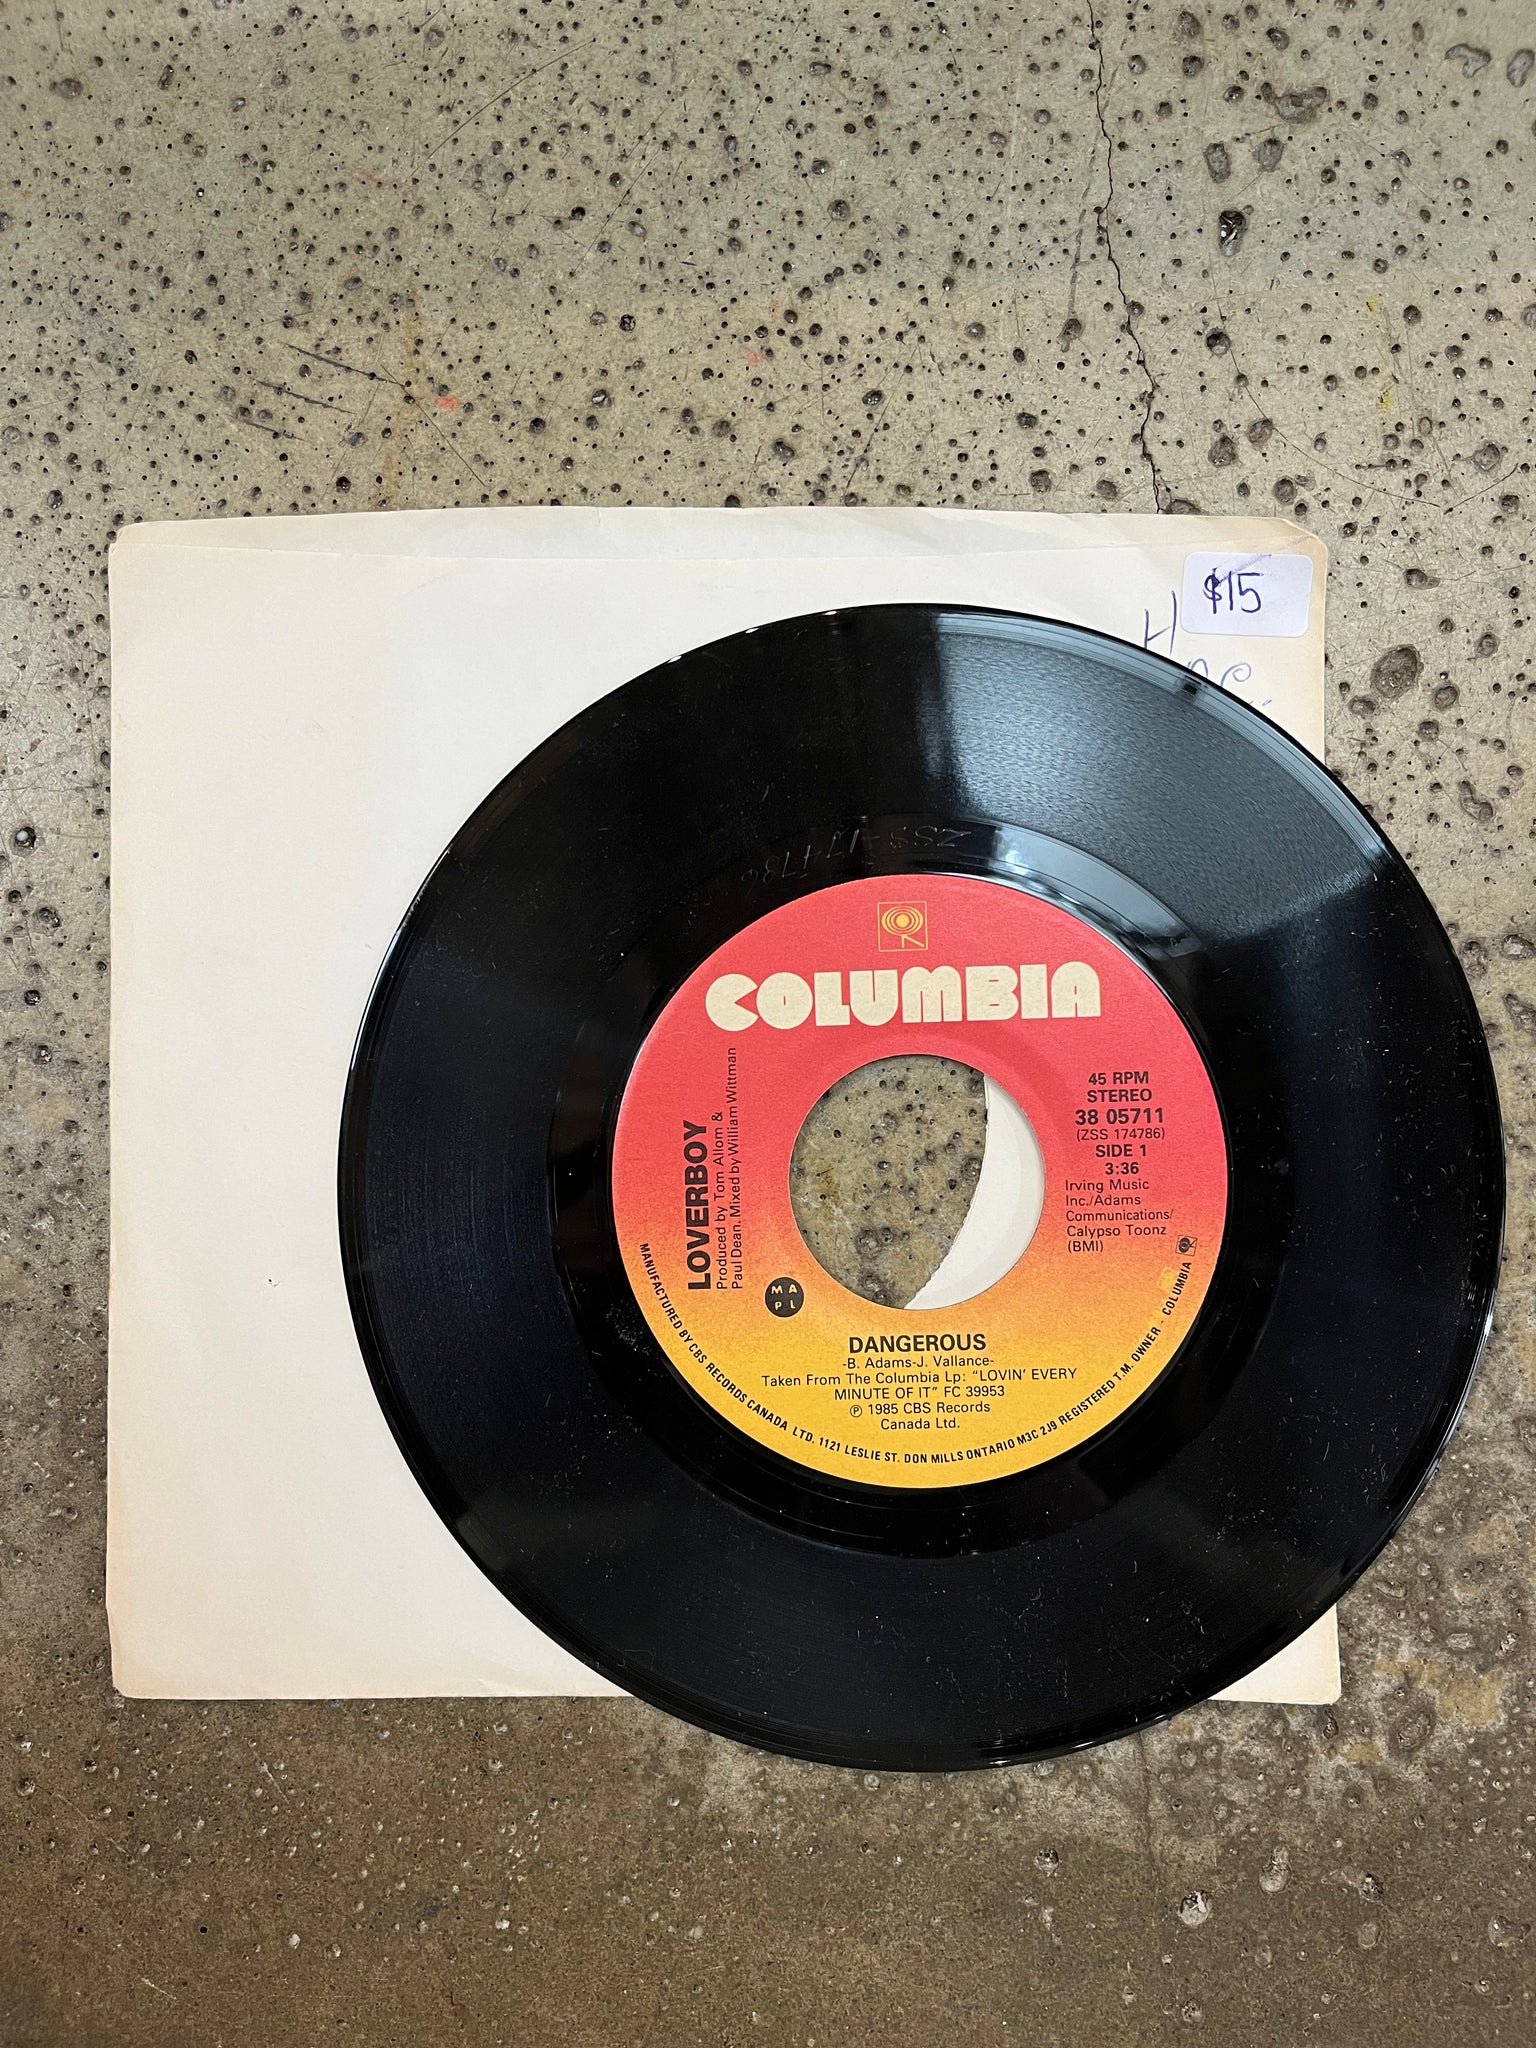 $15
H
ZSS-174786
COLUMBIA
LOVERBOY
Produced by Tom Allom &
Paul Dean. Mixed by William Wittman
45 RPM
STEREO
38 05711
(ZSS 174786)
SIDE 1
3:36
Irving Music
Inc./Adams
Communications/
Calypso Toonz
(BMI)
M A
P L
DANGEROUS
-B. Adams-J. Vallance-
Taken From The Columbia Lp: "LOVIN' EVERY
MINUTE OF IT" FC 39953
℗ 1985 CBS Records
Canada Ltd.
MANUFACTURED BY CBS RECORDS CANADA LTD. 1121 LESLIE ST. DON MILLS ONTARIO M3C 2J9 REGISTERED T.M. OWNER - COLUMBIA